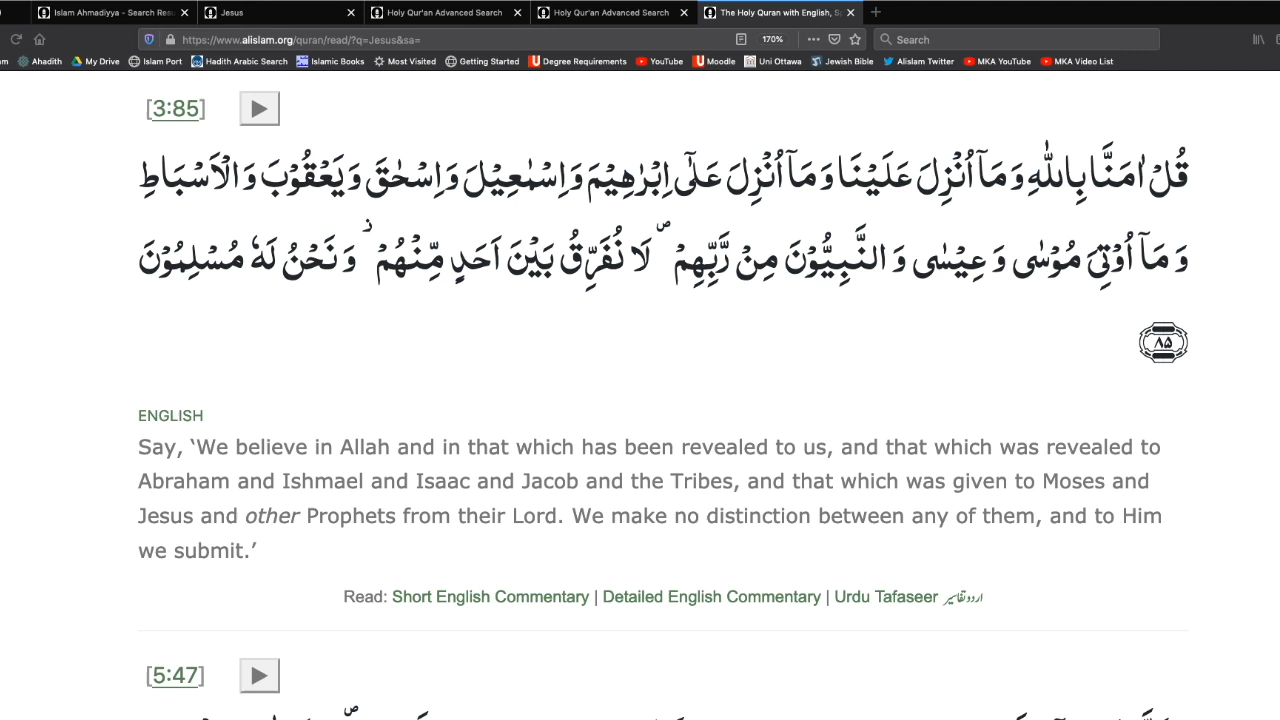 Islam Ahmadiyya - Search Resu
Jesus
Holy Qur'an Advanced Search
Holy Qur'an Advanced Search
The Holy Quran with English, Sp
https://www.alislam.org/quran/read/?q=Jesus&sa=
170%
Search
am
Ahadith
My Drive
Islam Port
Hadith Arabic Search
Islamic Books
Most Visited
Getting Started
Degree Requirements
YouTube
Moodle
Uni Ottawa
Jewish Bible
Alislam Twitter
MKA YouTube
MKA Video List
[3:85]
قُلْ اٰمَنَّا بِاللّٰهِ وَ مَاۤ اُنْزِلَ عَلَيْنَا وَ مَاۤ اُنْزِلَ عَلٰۤى اِبْرٰهِيْمَ وَ اِسْمٰعِيْلَ وَ اِسْحٰقَ وَ يَعْقُوْبَ وَ الْاَسْبَاطِ
وَ مَاۤ اُوْتِيَ مُوْسٰى وَ عِيْسٰى وَ النَّبِيُّوْنَ مِنْ رَّبِّهِمْ ۪ لَا نُفَرِّقُ بَيْنَ اَحَدٍ مِّنْهُمْ ۫ وَ نَحْنُ لَهٗ مُسْلِمُوْنَ
۸۵
ENGLISH
Say, ‘We believe in Allah and in that which has been revealed to us, and that which was revealed to
Abraham and Ishmael and Isaac and Jacob and the Tribes, and that which was given to Moses and
Jesus and other Prophets from their Lord. We make no distinction between any of them, and to Him
we submit.’
Read: Short English Commentary | Detailed English Commentary | Urdu Tafaseer اردو تفاسیر
[5:47]